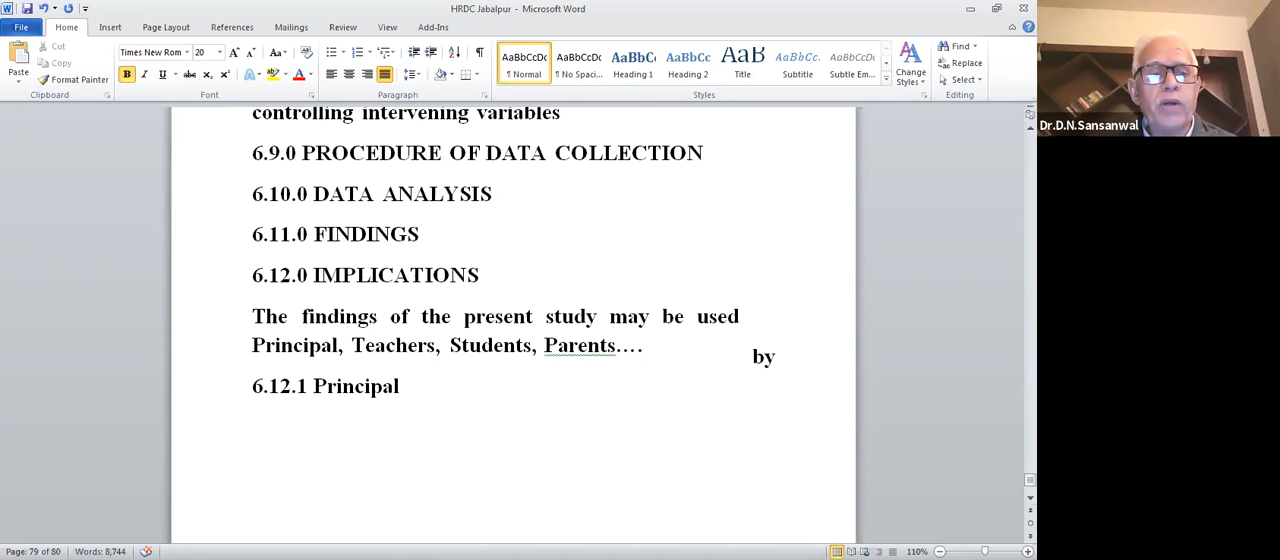 HRDC Jabalpur - Microsoft Word
File Home Insert Page Layout References Mailings Review View Add-Ins
Cut
Copy
Format Painter
Paste
Clipboard
Times New Rom 20
B I U abc X₂ X²
Font
Paragraph
AaBbCcDc AaBbCcDc AaBbCc AaBbCc AaB AaBbCc. AaBbCcDc
¶ Normal ¶ No Spaci... Heading 1 Heading 2 Title Subtitle Subtle Em...
Change Styles
Styles
Find
Replace
Select
Editing
controlling intervening variables
6.9.0 PROCEDURE OF DATA COLLECTION
6.10.0 DATA ANALYSIS
6.11.0 FINDINGS
6.12.0 IMPLICATIONS
The findings of the present study may be used
by
Principal, Teachers, Students, Parents….
6.12.1 Principal
Page: 79 of 80 Words: 8,744
110%
Dr.D.N.Sansanwal